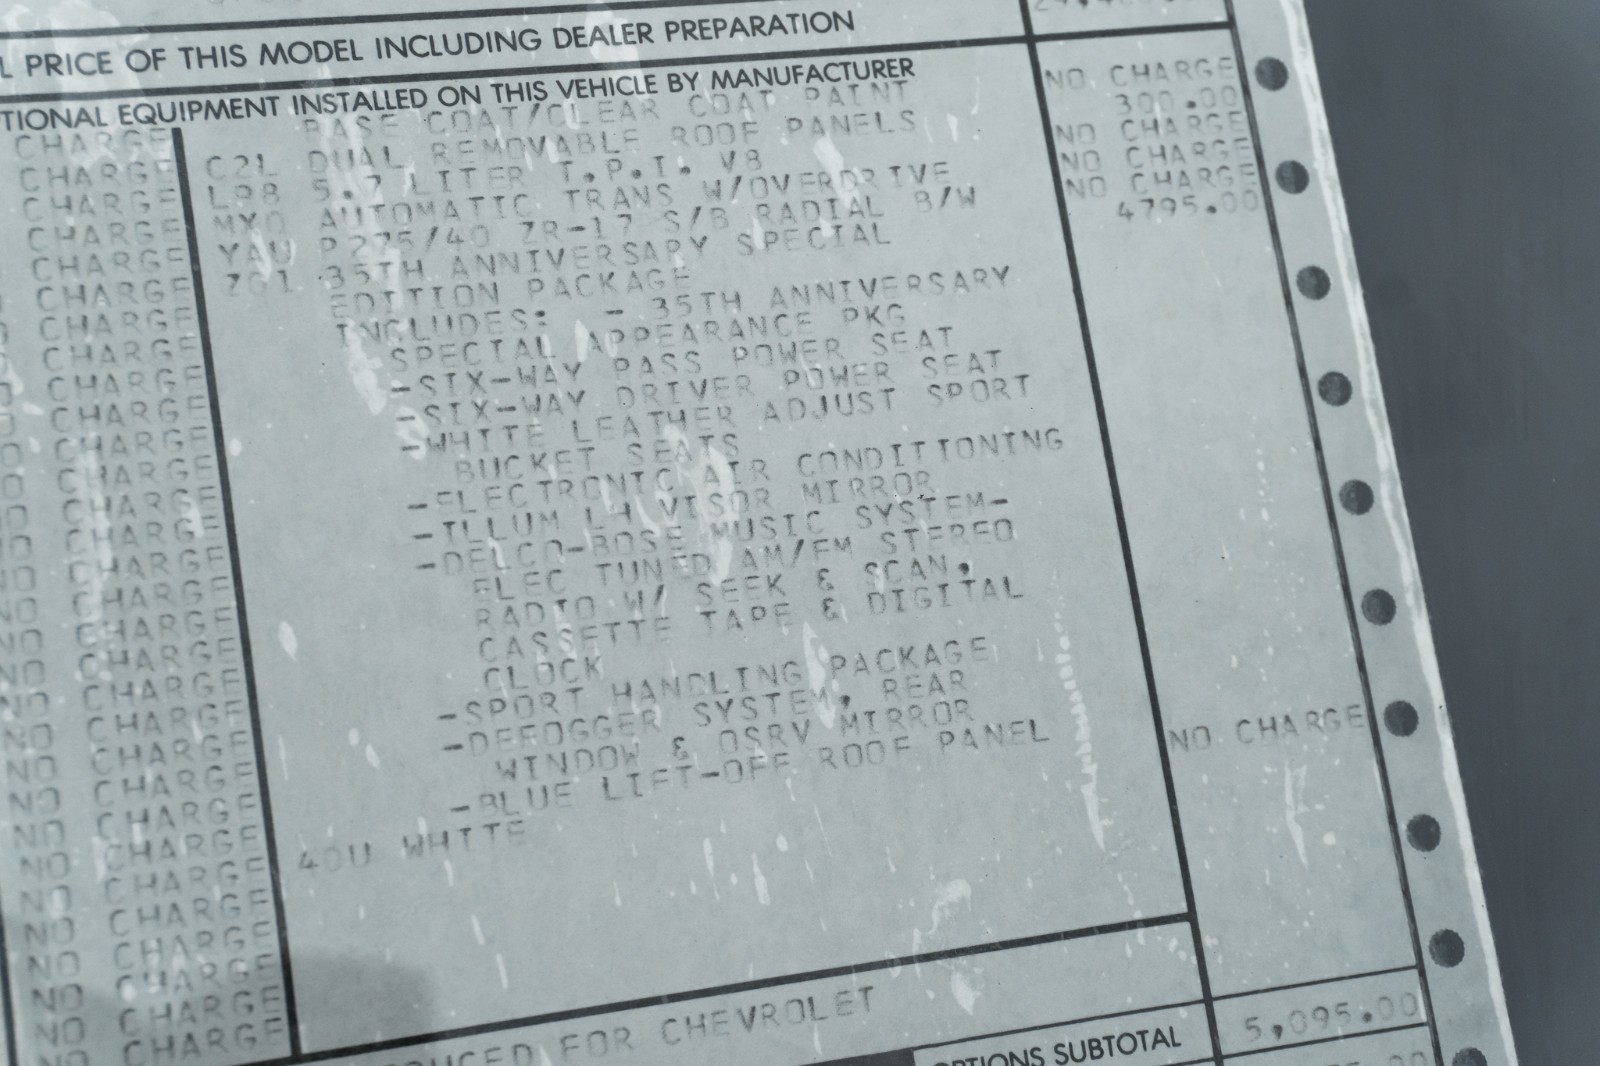 L PRICE OF THIS MODEL INCLUDING DEALER PREPARATION
TIONAL EQUIPMENT INSTALLED ON THIS VEHICLE BY MANUFACTURER
CHARGE BASE COAT/CLEAR COAT PAINT NO CHARGE
CHARGE C2L DUAL REMOVABLE ROOF PANELS 300.00
CHARGE L98 5.7 LITER T.P.I. V8 NO CHARGE
CHARGE MX0 AUTOMATIC TRANS W/OVERDRIVE NO CHARGE
CHARGE YAU P275/40 ZR-17 S/B RADIAL B/W NO CHARGE
CHARGE Z01 35TH ANNIVERSARY SPECIAL 4795.00
CHARGE EDITION PACKAGE
CHARGE INCLUDES: - 35TH ANNIVERSARY
CHARGE SPECIAL APPEARANCE PKG
CHARGE -SIX-WAY PASS POWER SEAT
CHARGE -SIX-WAY DRIVER POWER SEAT
CHARGE -WHITE LEATHER ADJUST SPORT
CHARGE BUCKET SEATS
CHARGE -ELECTRONIC AIR CONDITIONING
NO CHARGE -ILLUM LH VISOR MIRROR
NO CHARGE -DELCO-BOSE MUSIC SYSTEM-
NO CHARGE ELEC TUNED AM/FM STEREO
NO CHARGE RADIO W/ SEEK & SCAN,
NO CHARGE CASSETTE TAPE & DIGITAL
NO CHARGE CLOCK
NO CHARGE -SPORT HANDLING PACKAGE
NO CHARGE -DEFOGGER SYSTEM, REAR
NO CHARGE WINDOW & OSRV MIRROR
NO CHARGE -BLUE LIFT-OFF ROOF PANEL
NO CHARGE 40U WHITE NO CHARGE
NO CHARGE
NO CHARGE
NO CHARGE
NO CHARGE
NO CHARGE
FOR CHEVROLET
OPTIONS SUBTOTAL 5,095.00